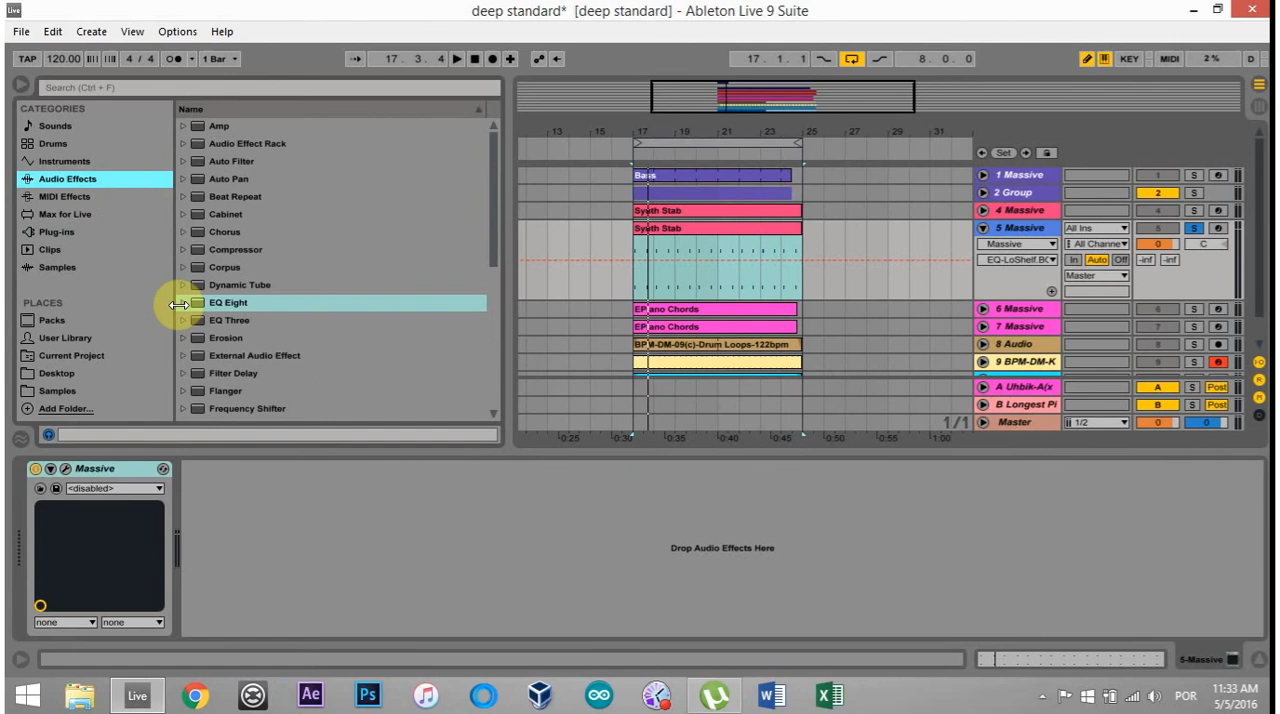 Live deep standard* [deep standard] - Ableton Live 9 Suite
File Edit Create View Options Help
TAP 120.00 4 / 4 1 Bar 17. 3. 4 17. 1. 1 8. 0. 0 KEY MIDI 2 % D
Search (Ctrl + F)
CATEGORIES
Sounds
Drums
Instruments
Audio Effects
MIDI Effects
Max for Live
Plug-ins
Clips
Samples
PLACES
Packs
User Library
Current Project
Desktop
Samples
Add Folder...
Name
Amp
Audio Effect Rack
Auto Filter
Auto Pan
Beat Repeat
Cabinet
Chorus
Compressor
Corpus
Dynamic Tube
EQ Eight
EQ Three
Erosion
External Audio Effect
Filter Delay
Flanger
Frequency Shifter
13 15 17 19 21 23 25 27 29 31
Set
Bass 1 Massive 1 S
2 Group 2 S
Synth Stab 4 Massive 4 S
Synth Stab 5 Massive All Ins 5 S
Massive All Channe 0 C
EQ-LoShelf.BC In Auto Off -inf -inf
Master
EPiano Chords 6 Massive 6 S
EPiano Chords 7 Massive 7 S
BPM-DM-09(c)-Drum Loops-122bpm 8 Audio 8 S
9 BPM-DM-K 9 S
A Uhbik-A(x A S Post
B Longest Pi B S Post
1/1 Master 1/2 0 0
0:25 0:30 0:35 0:40 0:45 0:50 0:55 1:00
Massive
<disabled>
none none
Drop Audio Effects Here
5-Massive
Live Ae Ps W X POR 11:33 AM
5/5/2016